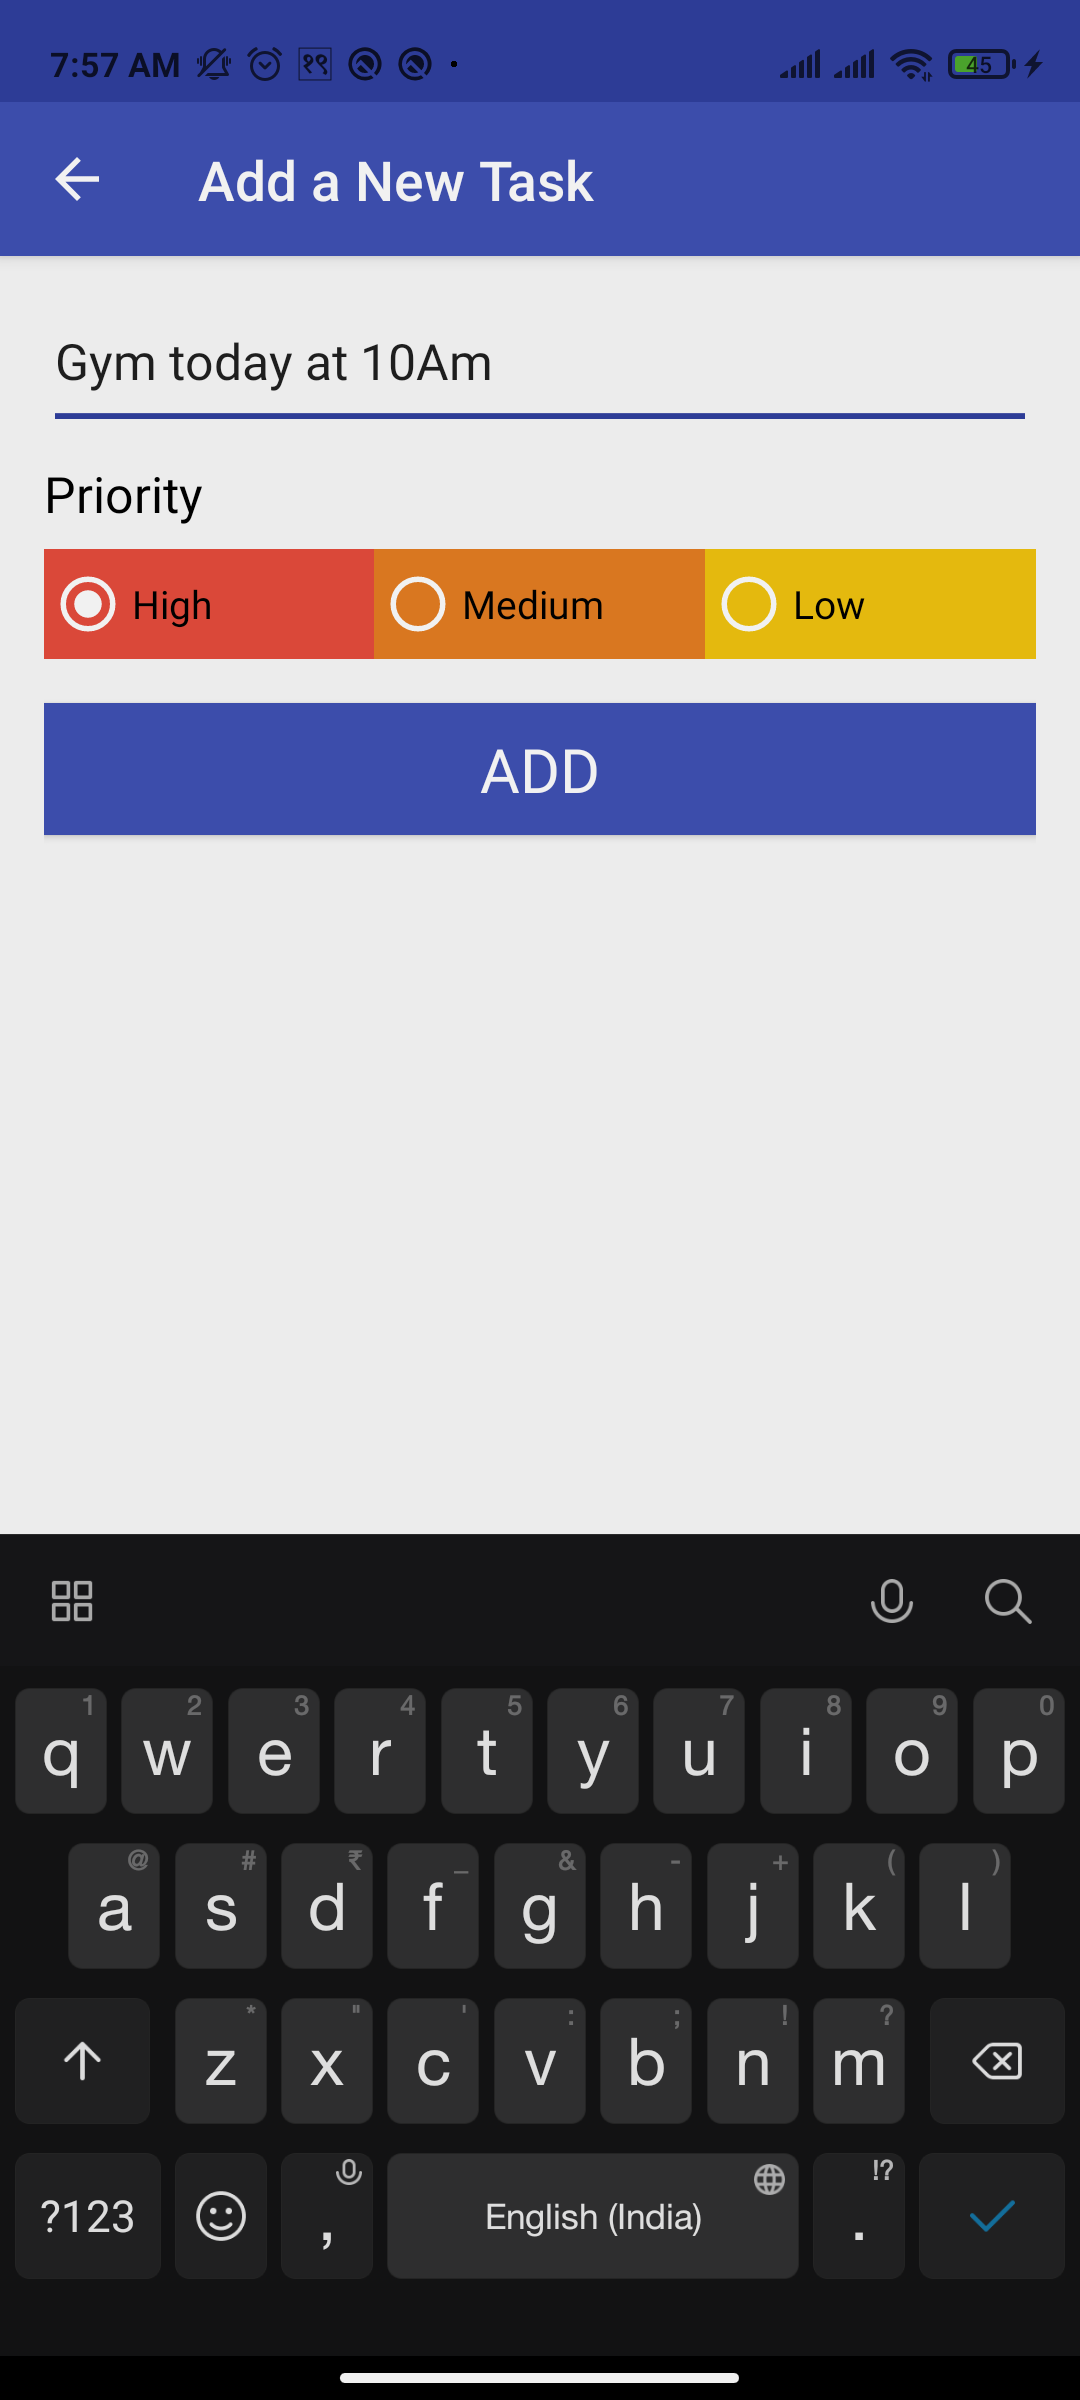 7:57 AM १९ 45
Add a New Task
Gym today at 10Am
Priority
High Medium Low
ADD
1 2 3 4 5 6 7 8 9 0
q w e r t y u i o p
@ # ₹ _ & - + ( )
a s d f g h j k l
* " ' : ; ! ?
z x c v b n m
!?
?123 , English (India) .